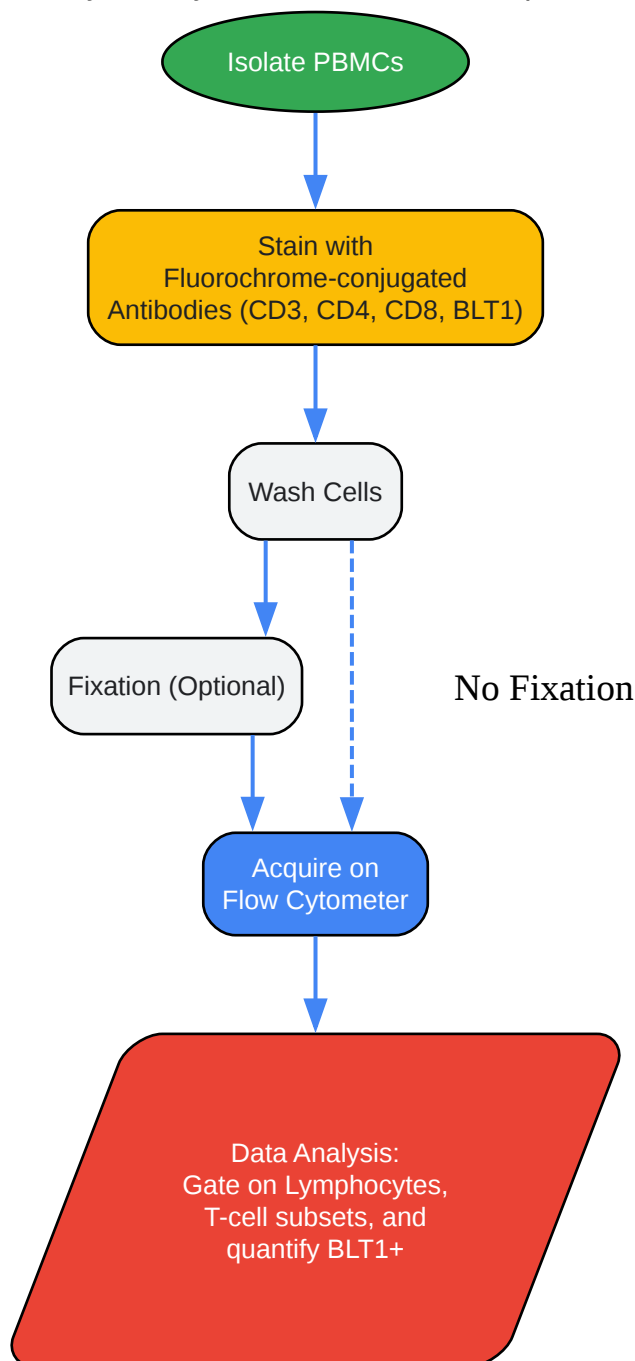 Isolate PBMCs
Stain with
Fluorochrome-conjugated
Antibodies (CD3, CD4, CD8, BLT1)
Wash Cells
Fixation (Optional)
No Fixation
Acquire on
Flow Cytometer
Data Analysis:
Gate on Lymphocytes,
T-cell subsets, and
quantify BLT1+